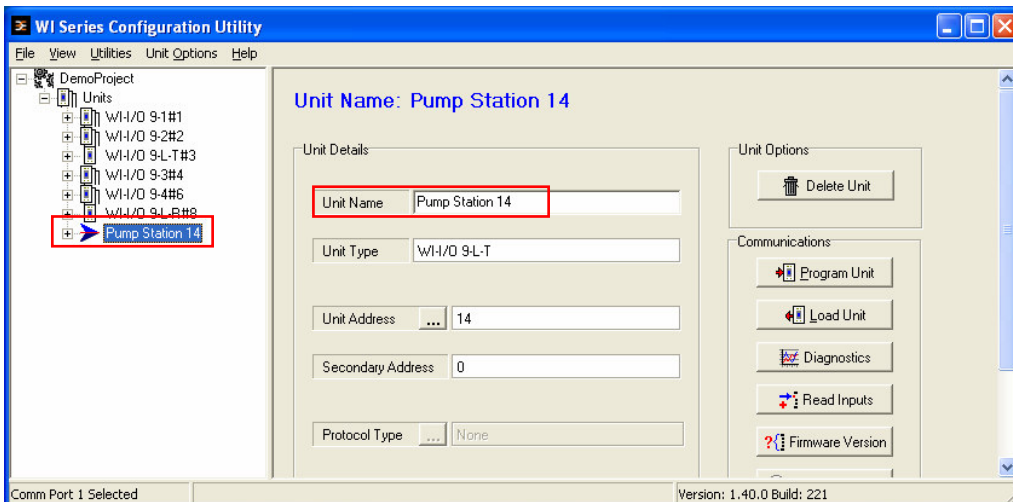 WI Series Configuration Utility
File View Utilities Unit Options Help
DemoProject
Units
WI-I/O 9-1#1
WI-I/O 9-2#2
WI-I/O 9-L-T#3
WI-I/O 9-3#4
WI-I/O 9-4#6
WI-I/O 9-L-R#8
Pump Station 14
Unit Name: Pump Station 14
Unit Details
Unit Name Pump Station 14
Unit Type WI-I/O 9-L-T
Unit Address ... 14
Secondary Address 0
Protocol Type ... None
Unit Options
Delete Unit
Communications
Program Unit
Load Unit
Diagnostics
Read Inputs
Firmware Version
Comm Port 1 Selected
Version: 1.40.0 Build: 221